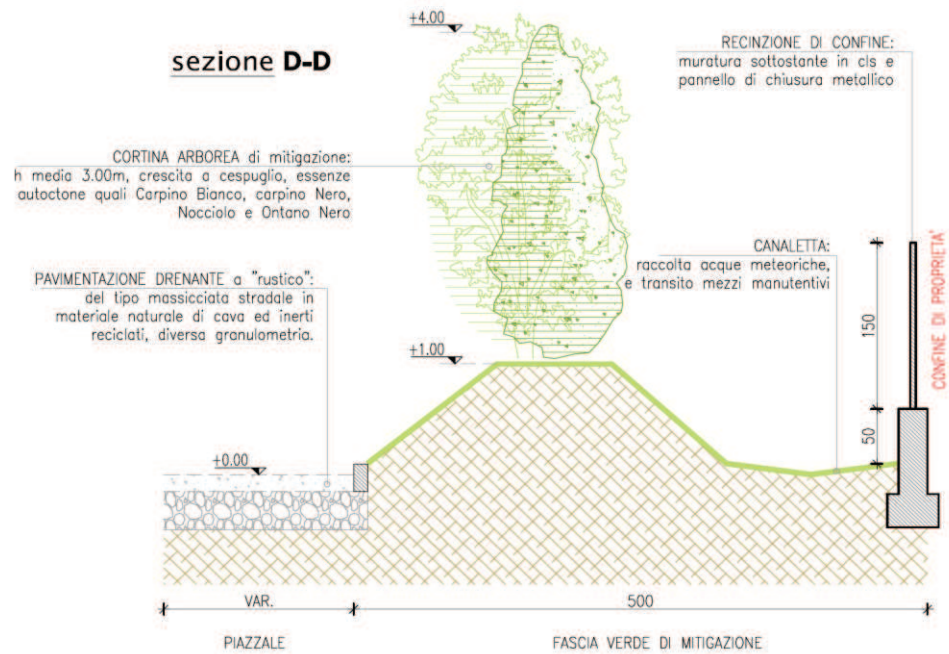 +4.00
sezione D-D
RECINZIONE DI CONFINE:
muratura sottostante in cls e
pannello di chiusura metallico
CORTINA ARBOREA di mitigazione:
h media 3.00m, crescita a cespuglio, essenze
autoctone quali Carpino Bianco, carpino Nero,
Nocciolo e Ontano Nero
CANALETTA:
raccolta acque meteoriche,
e transito mezzi manutentivi
PAVIMENTAZIONE DRENANTE a "rustico":
del tipo massicciata stradale in
materiale naturale di cava ed inerti
reciclati, diversa granulometria.
150
CONFINE DI PROPRIETA'
+1.00
50
+0.00
VAR.
500
PIAZZALE
FASCIA VERDE DI MITIGAZIONE